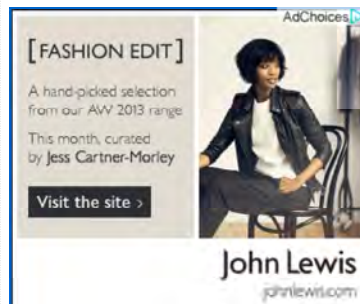 AdChoices
[FASHION EDIT]
A hand-picked selection
from our AW 2013 range
This month, curated
by Jess Cartner-Morley
Visit the site ›
John Lewis
johnlewis.com